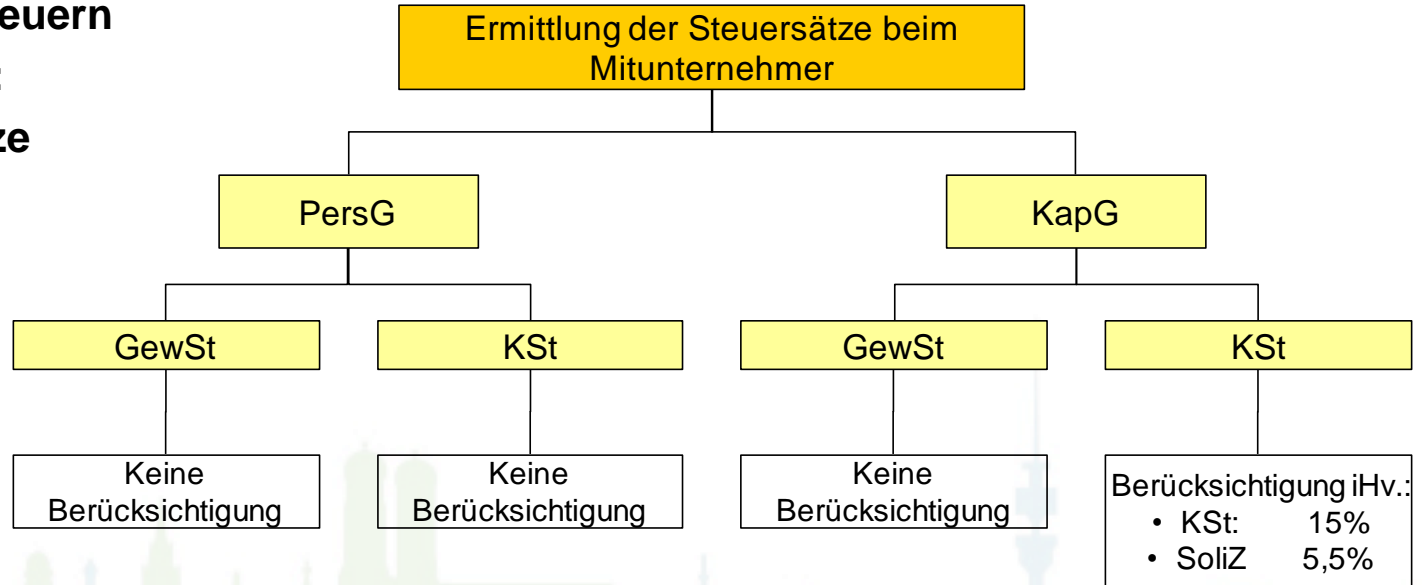 euern
Ermittlung der Steuersätze beim
Mitunternehmer
ze
PersG
KapG
GewSt
KSt
GewSt
KSt
Keine
Berücksichtigung
Keine
Berücksichtigung
Keine
Berücksichtigung
Berücksichtigung iHv.:
• KSt: 15%
• SoliZ 5,5%